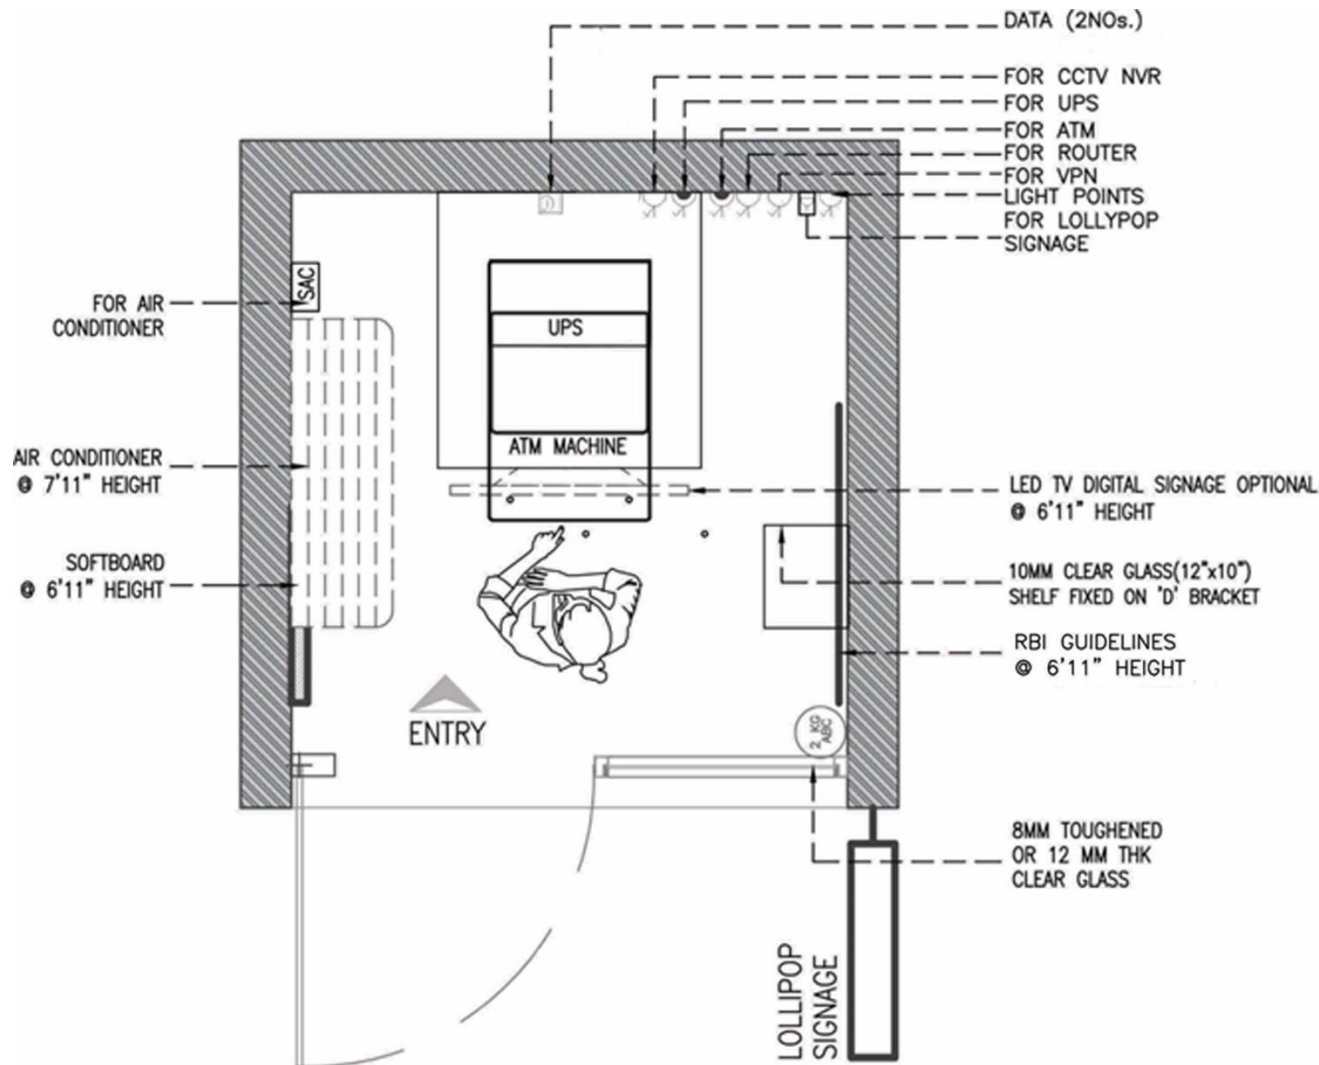 DATA (2NOs.)
FOR CCTV NVR
FOR UPS
FOR ATM
FOR ROUTER
FOR VPN
LIGHT POINTS
FOR LOLLYPOP
SIGNAGE
SAC
FOR AIR
CONDITIONER
UPS
ATM MACHINE
AIR CONDITIONER
@ 7'11" HEIGHT
LED TV DIGITAL SIGNAGE OPTIONAL
@ 6'11" HEIGHT
SOFTBOARD
@ 6'11" HEIGHT
10MM CLEAR GLASS(12"x10")
SHELF FIXED ON 'D' BRACKET
RBI GUIDELINES
@ 6'11" HEIGHT
ENTRY
2 KG
ABC
8MM TOUGHENED
OR 12 MM THK
CLEAR GLASS
LOLLIPOP
SIGNAGE